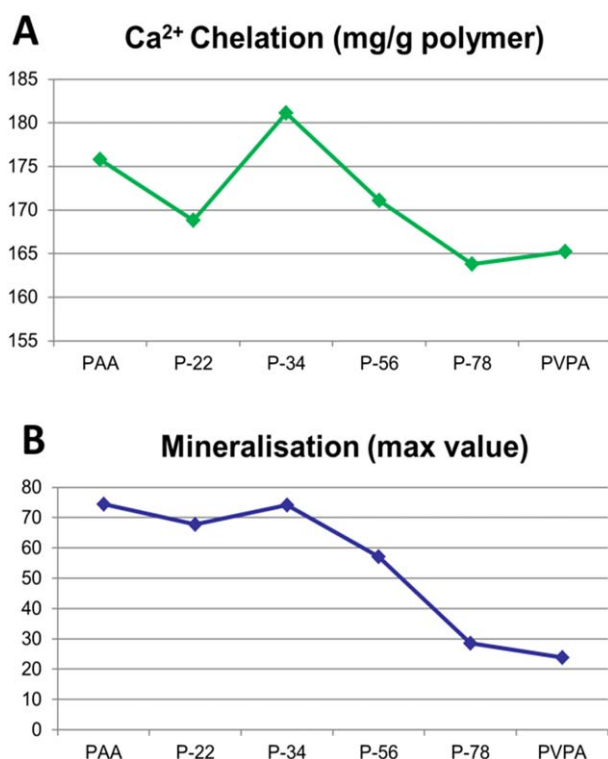 A
Ca²⁺ Chelation (mg/g polymer)
185
180
175
170
165
160
155
PAA P-22 P-34 P-56 P-78 PVPA
B
Mineralisation (max value)
80
70
60
50
40
30
20
10
0
PAA P-22 P-34 P-56 P-78 PVPA